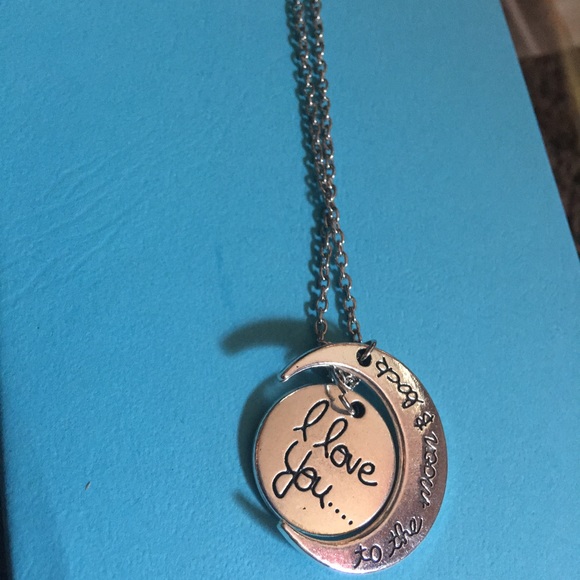 I love
you....
to the moon & back